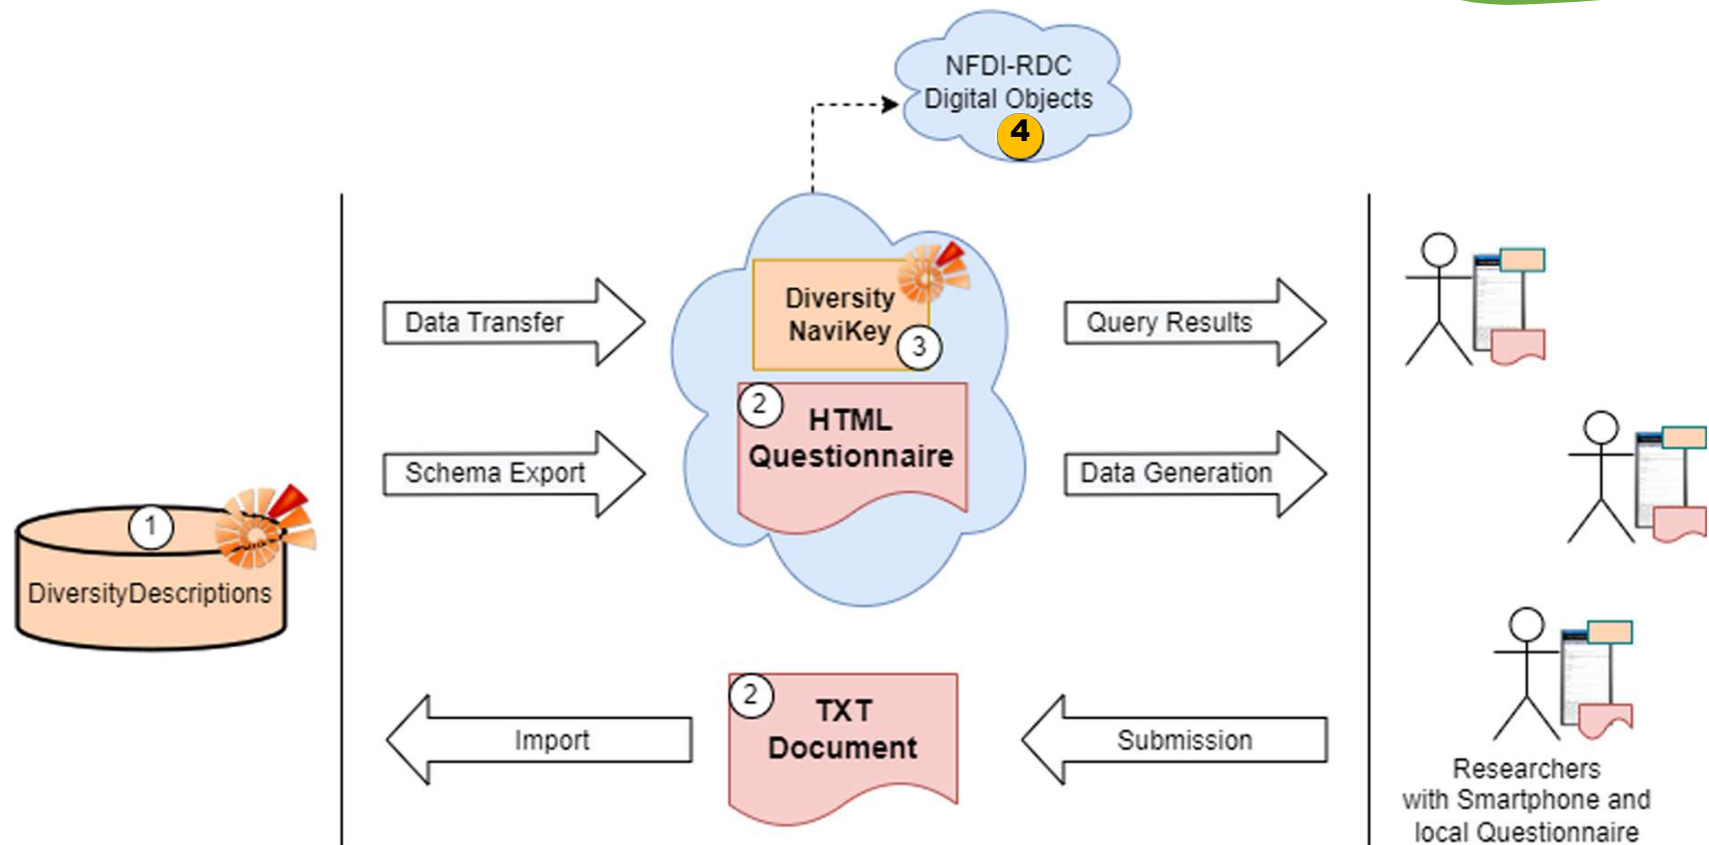 NFDI-RDC
Digital Objects
4
Data Transfer
Diversity
NaviKey
3
Query Results
Schema Export
2
HTML
Questionnaire
Data Generation
1
DiversityDescriptions
Import
2
TXT
Document
Submission
Researchers
with Smartphone and
local Questionnaire